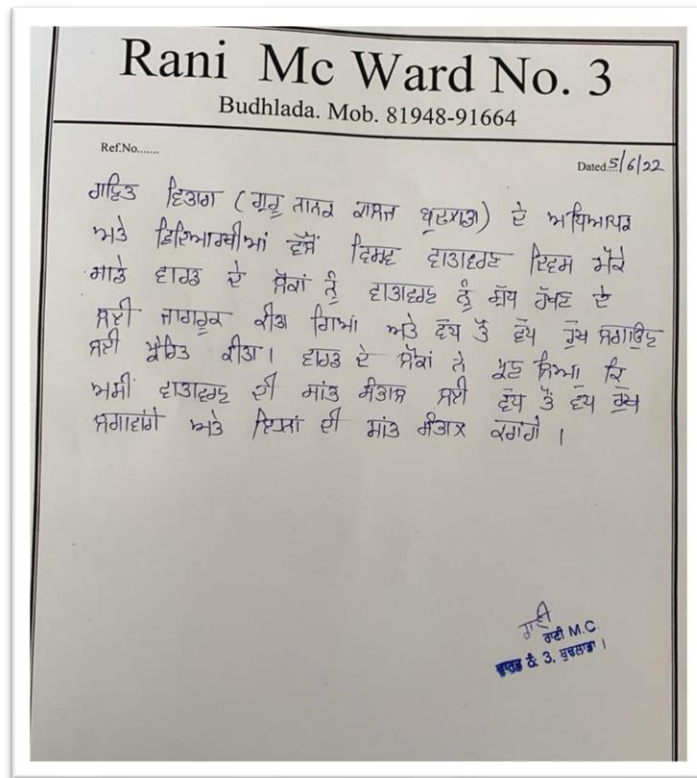 Rani Mc Ward No. 3
Budhlada. Mob. 81948-91664
Ref.No.......
Dated 5/6/22
ਗਣਿਤ ਵਿਭਾਗ (ਗੁਰੂ ਨਾਨਕ ਕਾਲਜ ਬੁਢਲਾਡਾ) ਦੇ ਅਧਿਆਪਕ
ਅਤੇ ਵਿਦਿਆਰਥੀਆਂ ਵੱਲੋਂ ਵਿਸ਼ਵ ਵਾਤਾਵਰਣ ਦਿਵਸ ਮੌਕੇ
ਸਾਡੇ ਵਾਰਡ ਦੇ ਲੋਕਾਂ ਨੂੰ ਵਾਤਾਵਰਣ ਨੂੰ ਸ਼ੁੱਧ ਰੱਖਣ ਦੇ
ਲਈ ਜਾਗਰੂਕ ਕੀਤਾ ਗਿਆ ਅਤੇ ਵੱਧ ਤੋਂ ਵੱਧ ਰੁੱਖ ਲਗਾਉਣ
ਲਈ ਪ੍ਰੇਰਿਤ ਕੀਤਾ। ਵਾਰਡ ਦੇ ਲੋਕਾਂ ਨੇ ਪ੍ਰਣ ਲਿਆ ਕਿ
ਅਸੀਂ ਵਾਤਾਵਰਣ ਦੀ ਸਾਂਭ ਸੰਭਾਲ ਲਈ ਵੱਧ ਤੋਂ ਵੱਧ ਰੁੱਖ
ਲਗਾਵਾਂਗੇ ਅਤੇ ਇਹਨਾਂ ਦੀ ਸਾਂਭ ਸੰਭਾਲ ਕਰਾਂਗੇ।
ਰਾਣੀ
ਰਾਣੀ M.C.
ਵਾਰਡ ਨੰ: 3, ਬੁਢਲਾਡਾ।